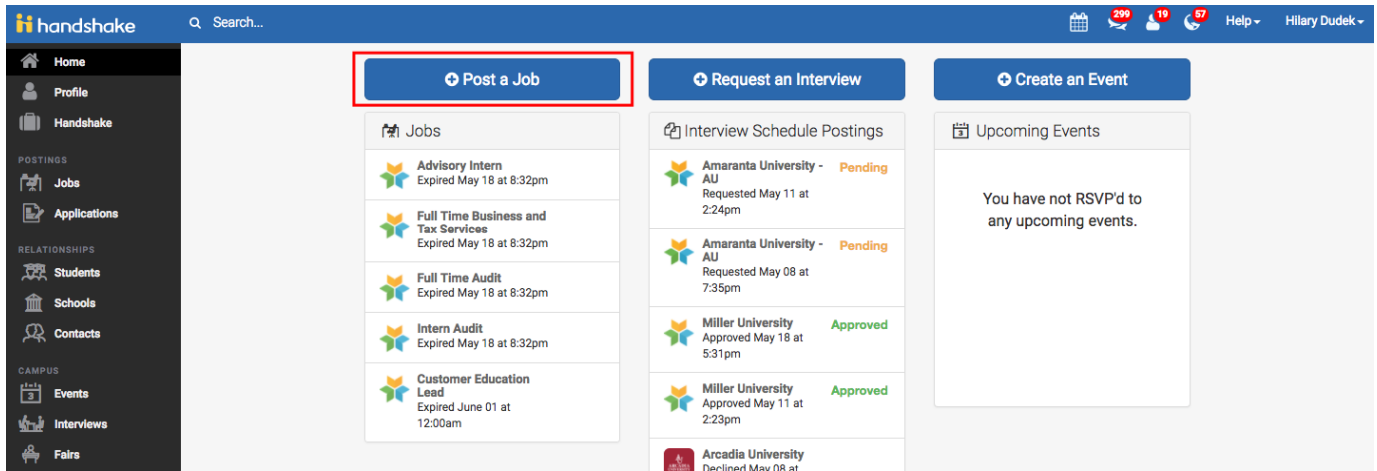 handshake
Search...
299
19
57
Help
Hilary Dudek
Home
Profile
Handshake
POSTINGS
Jobs
Applications
RELATIONSHIPS
Students
Schools
Contacts
CAMPUS
3
Events
Interviews
Fairs
Post a Job
Jobs
Advisory Intern
Expired May 18 at 8:32pm
Full Time Business and
Tax Services
Expired May 18 at 8:32pm
Full Time Audit
Expired May 18 at 8:32pm
Intern Audit
Expired May 18 at 8:32pm
Customer Education
Lead
Expired June 01 at
12:00am
Request an Interview
Interview Schedule Postings
Amaranta University - Pending
AU
Requested May 11 at
2:24pm
Amaranta University - Pending
AU
Requested May 08 at
7:35pm
Miller University Approved
Approved May 18 at
5:31pm
Miller University Approved
Approved May 11 at
2:23pm
Arcadia University
Declined May 08 at
Create an Event
3
Upcoming Events
You have not RSVP'd to
any upcoming events.